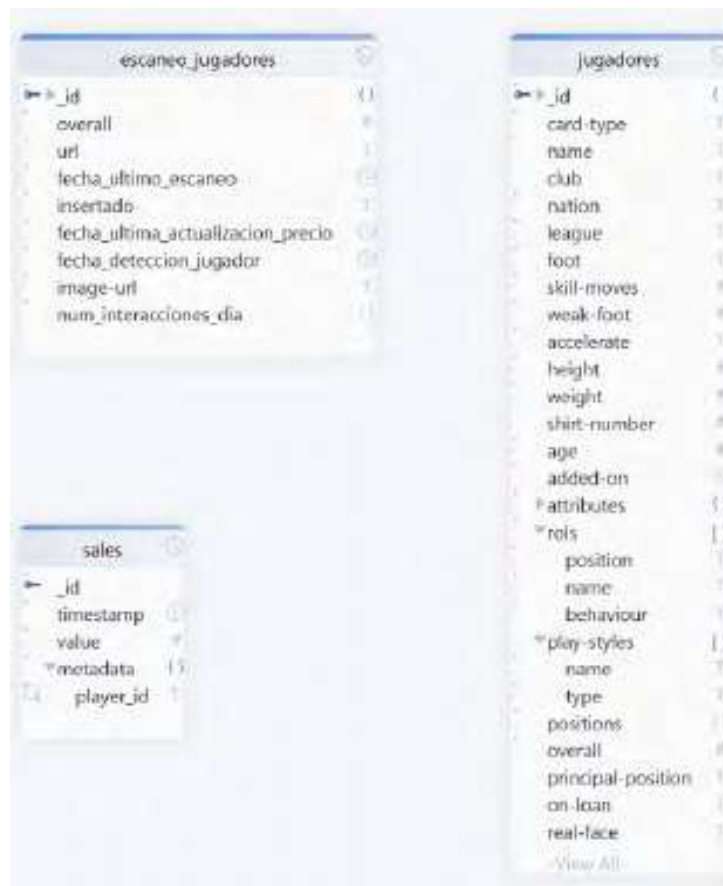 escaneo_jugadores
_id
overall
url
fecha_ultimo_escaneo
insertado
fecha_ultima_actualizacion_precio
fecha_deteccion_jugador
image-url
num_interacciones_dia
sales
_id
timestamp
value
metadata
player_id
jugadores
_id
card-type
name
club
nation
league
foot
skill-moves
weak-foot
accelerate
height
weight
shirt-number
age
added-on
attributes
rols
position
name
behaviour
play-styles
name
type
positions
overall
principal-position
on-loan
real-face
View All